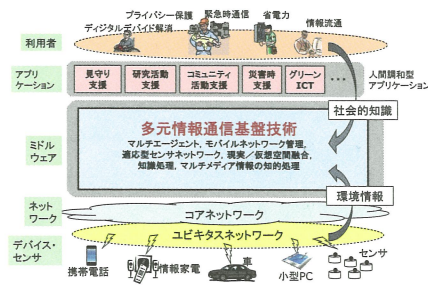 プライバシー保護
緊急時通信
省電力
ディジタルデバイド解消
情報流通
利用者
アプリ
ケーション
見守り
支援
研究活動
支援
コミュニティ
活動支援
災害時
支援
グリーン
ICT
・・・
人間調和型
アプリケーション
社会的知識
ミドル
ウェア
多元情報通信基盤技術
マルチエージェント，モバイルネットワーク管理，
適応型センサネットワーク，現実／仮想空間融合，
知識処理，マルチメディア情報の知的処理
環境情報
ネット
ワーク
コアネットワーク
デバイス・
センサ
ユビキタスネットワーク
携帯電話
情報家電
車
小型PC
センサ